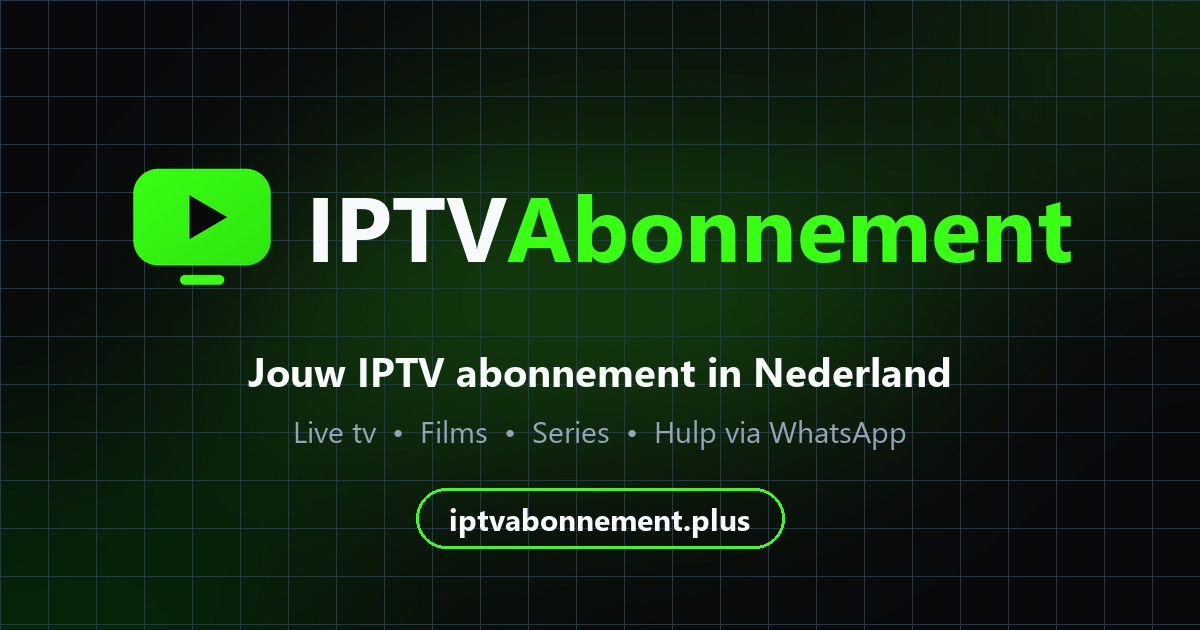 IPTVAbonnement
Jouw IPTV abonnement in Nederland
Live tv • Films • Series • Hulp via WhatsApp
iptvabonnement.plus